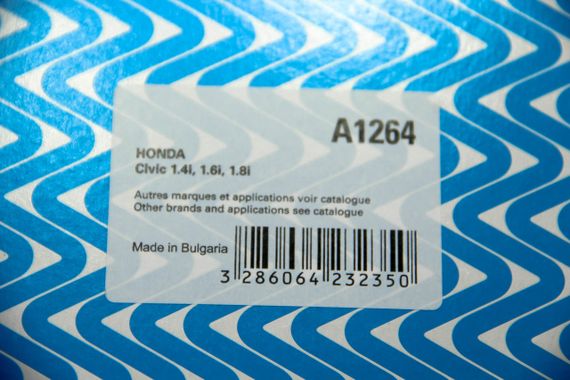 A1264
HONDA
Civic 1.4i, 1.6i, 1.8i
Autres marques et applications voir catalogue
Other brands and applications see catalogue
Made in Bulgaria
3 286064 232350